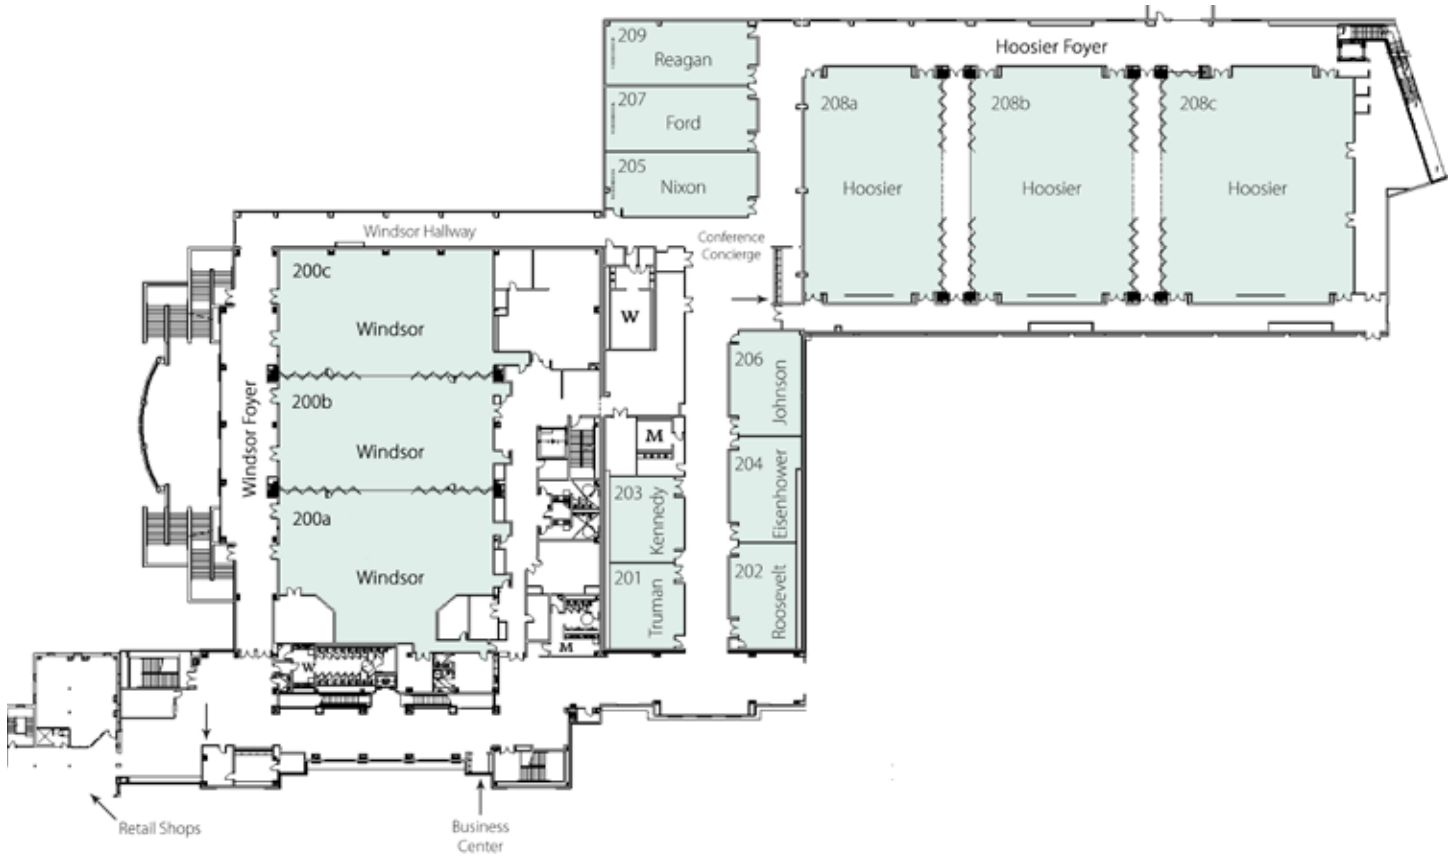 209
Reagan
207
Ford
205
Nixon
Hoosier Foyer
208a
Hoosier
208b
Hoosier
208c
Hoosier
Windsor Hallway
Conference
Concierge
200c
Windsor
200b
Windsor
200a
Windsor
Windsor Foyer
W
M
203
Kennedy
201
Truman
206
Johnson
204
Eisenhower
202
Roosevelt
W
M
Retail Shops
Business
Center